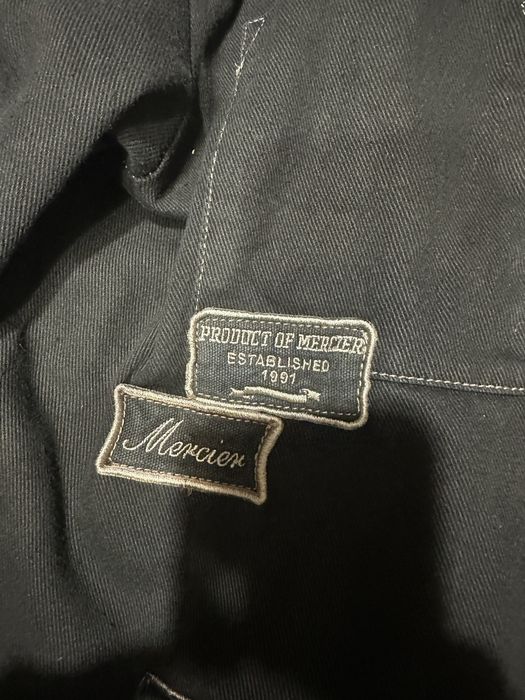 PRODUCT OF MERCIER
ESTABLISHED
1991
Mercier